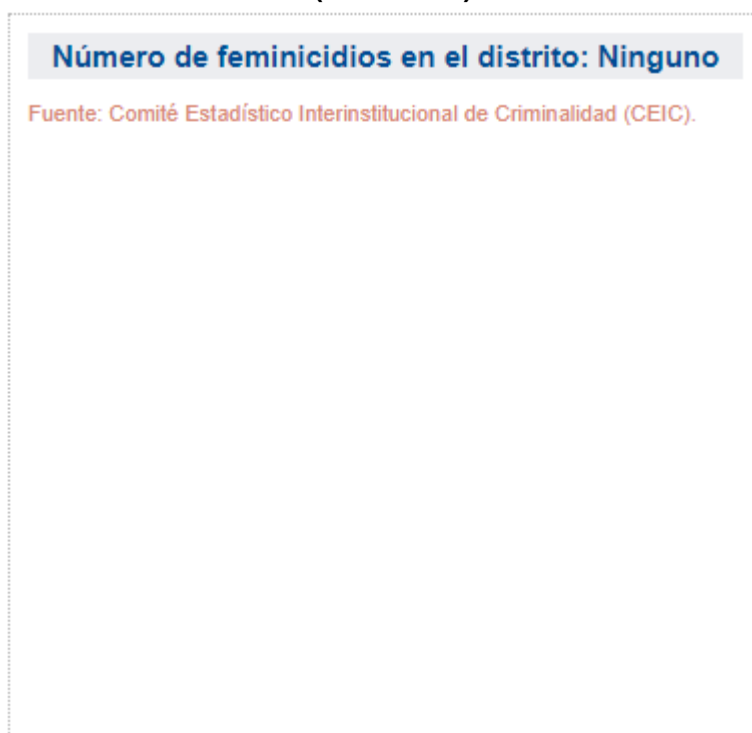 Número de feminicidios en el distrito: Ninguno
Fuente: Comité Estadístico Interinstitucional de Criminalidad (CEIC).